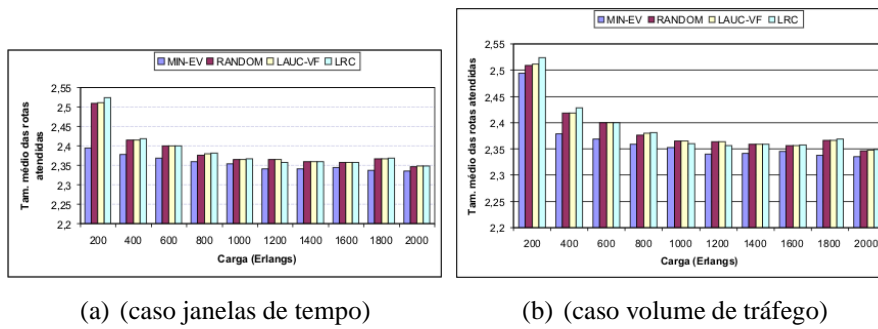 MIN-EV RANDOM LAUC-VF LRC
Tam. médio das rotas
atendidas
2,55
2,5
2,45
2,4
2,35
2,3
2,25
2,2
200 400 600 800 1000 1200 1400 1600 1800 2000
Carga (Erlangs)
(a) (caso janelas de tempo)
MIN-EV RANDOM LAUC-VF LRC
Tam. médio das rotas
atendidas
2,55
2,5
2,45
2,4
2,35
2,3
2,25
2,2
200 400 600 800 1000 1200 1400 1600 1800 2000
Carga (Erlangs)
(b) (caso volume de tráfego)